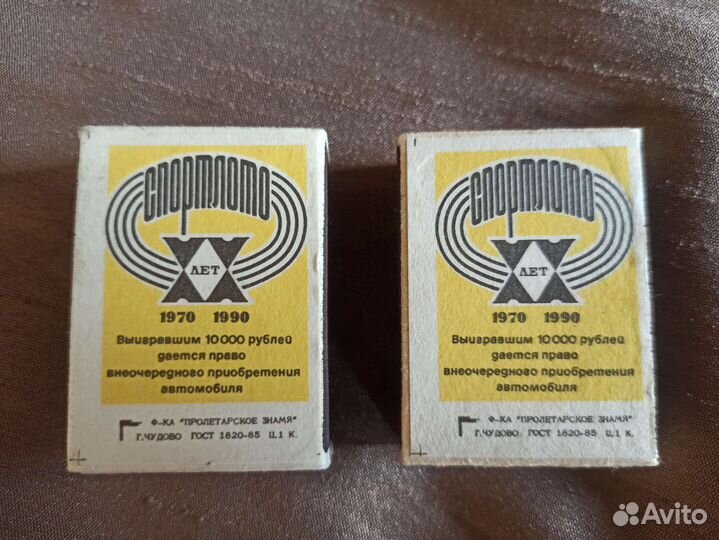 Спортлото
ХХ
ЛЕТ
1970 1990
Выигравшим 10000 рублей
дается право
внеочередного приобретения
автомобиля
Ф-КА "ПРОЛЕТАРСКОЕ ЗНАМЯ"
Г.ЧУДОВО ГОСТ 1820-85 Ц.1 К.
Спортлото
ХХ
ЛЕТ
1970 1990
Выигравшим 10000 рублей
дается право
внеочередного приобретения
автомобиля
Ф-КА "ПРОЛЕТАРСКОЕ ЗНАМЯ"
Г.ЧУДОВО ГОСТ 1820-85 Ц.1 К.
Avito